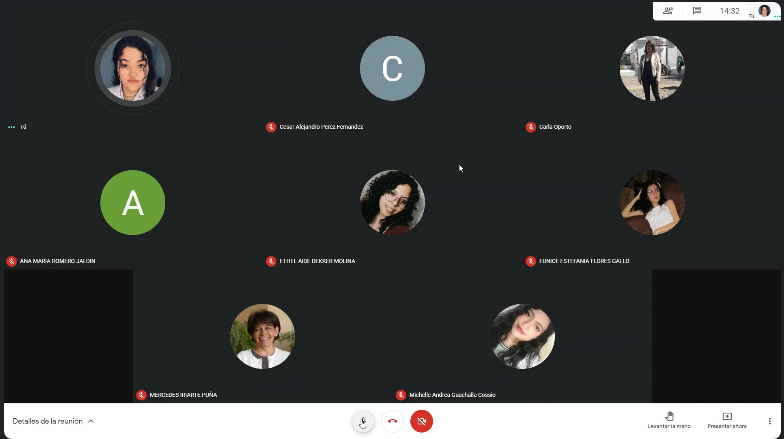 14:32
Tú
C
Tú
Cesar Alejandro Perez Fernandez
Carla Oporto
A
ANA MARIA ROMERO JALDIN
ETHEL AIDE DEKKER MOLINA
EUNICE ESTEFANIA FLORES GALLO
MERCEDES IRIARTE PUÑA
Michelle Andrea Guachalla Cossio
Detalles de la reunión
Levantar la mano
Presentar ahora